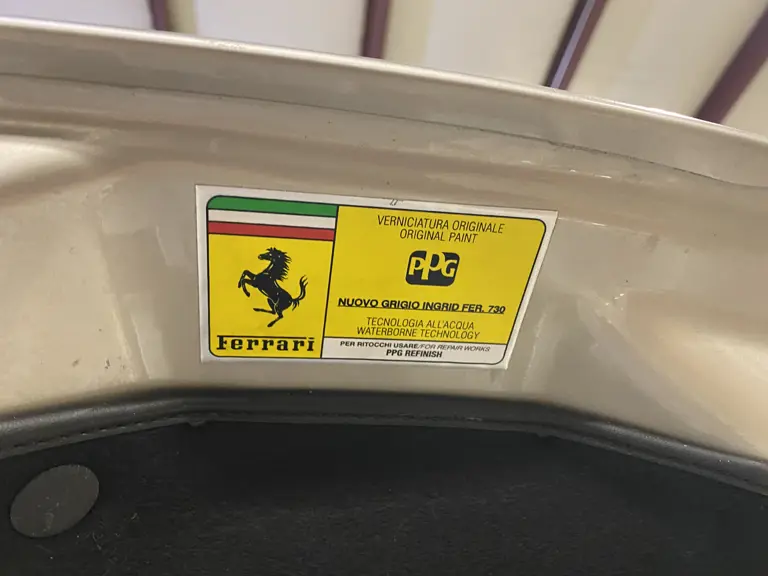 Ferrari
VERNICIATURA ORIGINALE
ORIGINAL PAINT
PPG
NUOVO GRIGIO INGRID FER. 730
TECNOLOGIA ALL'ACQUA
WATERBORNE TECHNOLOGY
PER RITOCCHI USARE/FOR REPAIR WORKS
PPG REFINISH